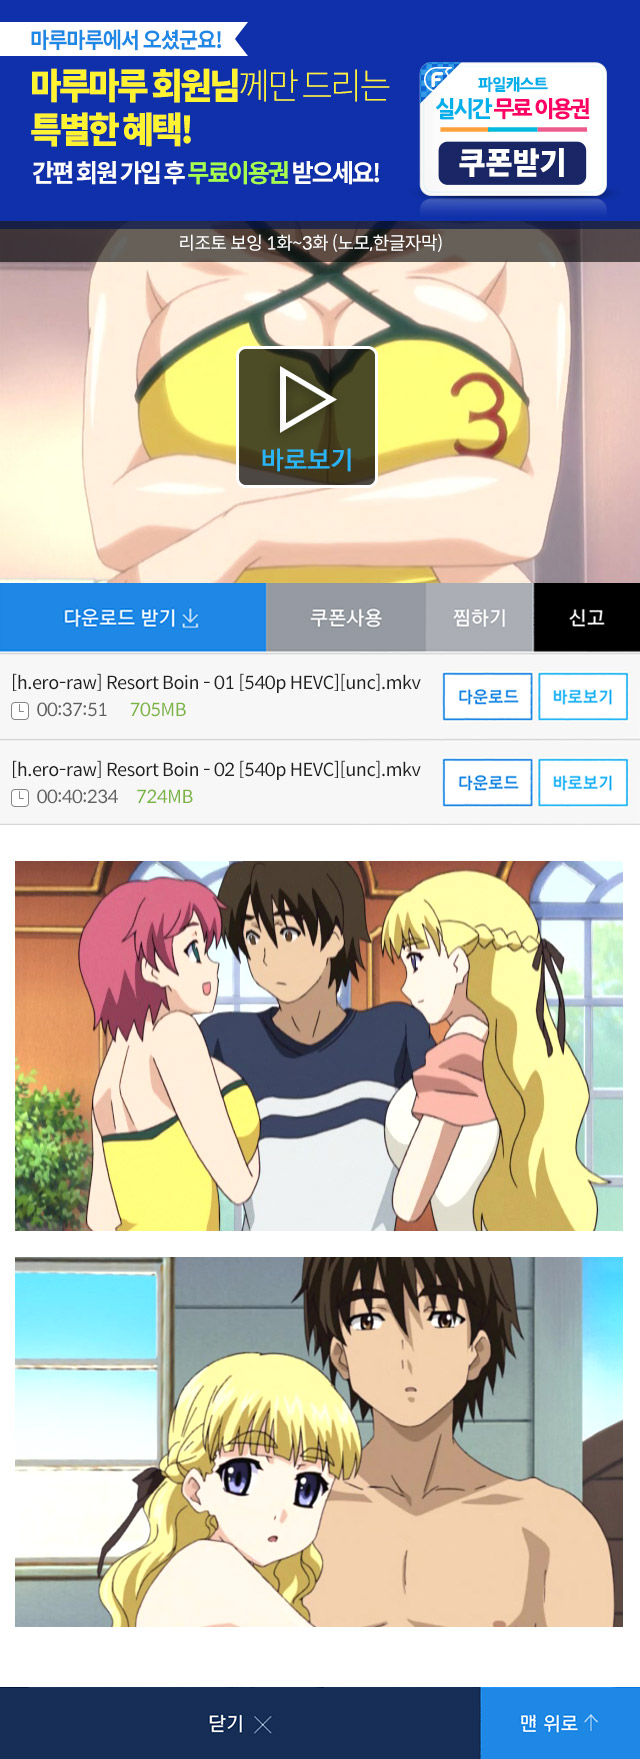 마루마루에서 오셨군요!
마루마루 회원님께만 드리는
특별한 혜택!
간편 회원 가입 후 무료이용권 받으세요!
F
파일캐스트
실시간 무료 이용권
쿠폰받기
리조토 보잉 1화~3화 (노모,한글자막)
3
바로보기
다운로드 받기
쿠폰사용
찜하기
신고
[h.ero-raw] Resort Boin - 01 [540p HEVC][unc].mkv
00:37:51 705MB
다운로드
바로보기
[h.ero-raw] Resort Boin - 02 [540p HEVC][unc].mkv
00:40:234 724MB
다운로드
바로보기
닫기
맨 위로